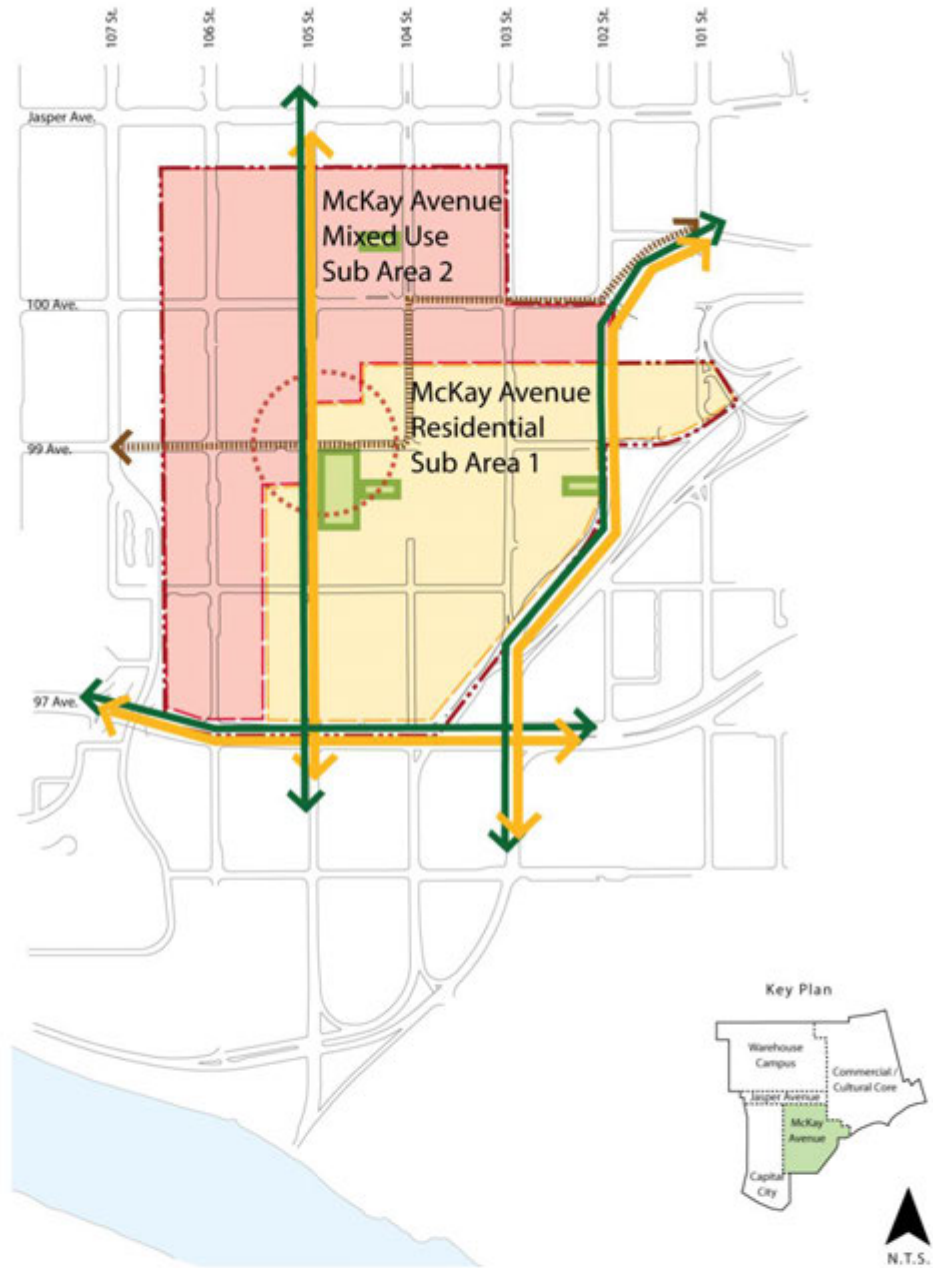 107 St.
106 St.
105 St.
104 St.
103 St.
102 St.
101 St.
Jasper Ave.
McKay Avenue
Mixed Use
Sub Area 2
100 Ave.
McKay Avenue
Residential
Sub Area 1
99 Ave.
97 Ave.
Key Plan
Warehouse
Campus
Commercial /
Cultural Core
Jasper Avenue
McKay
Avenue
Capital
City
N.T.S.